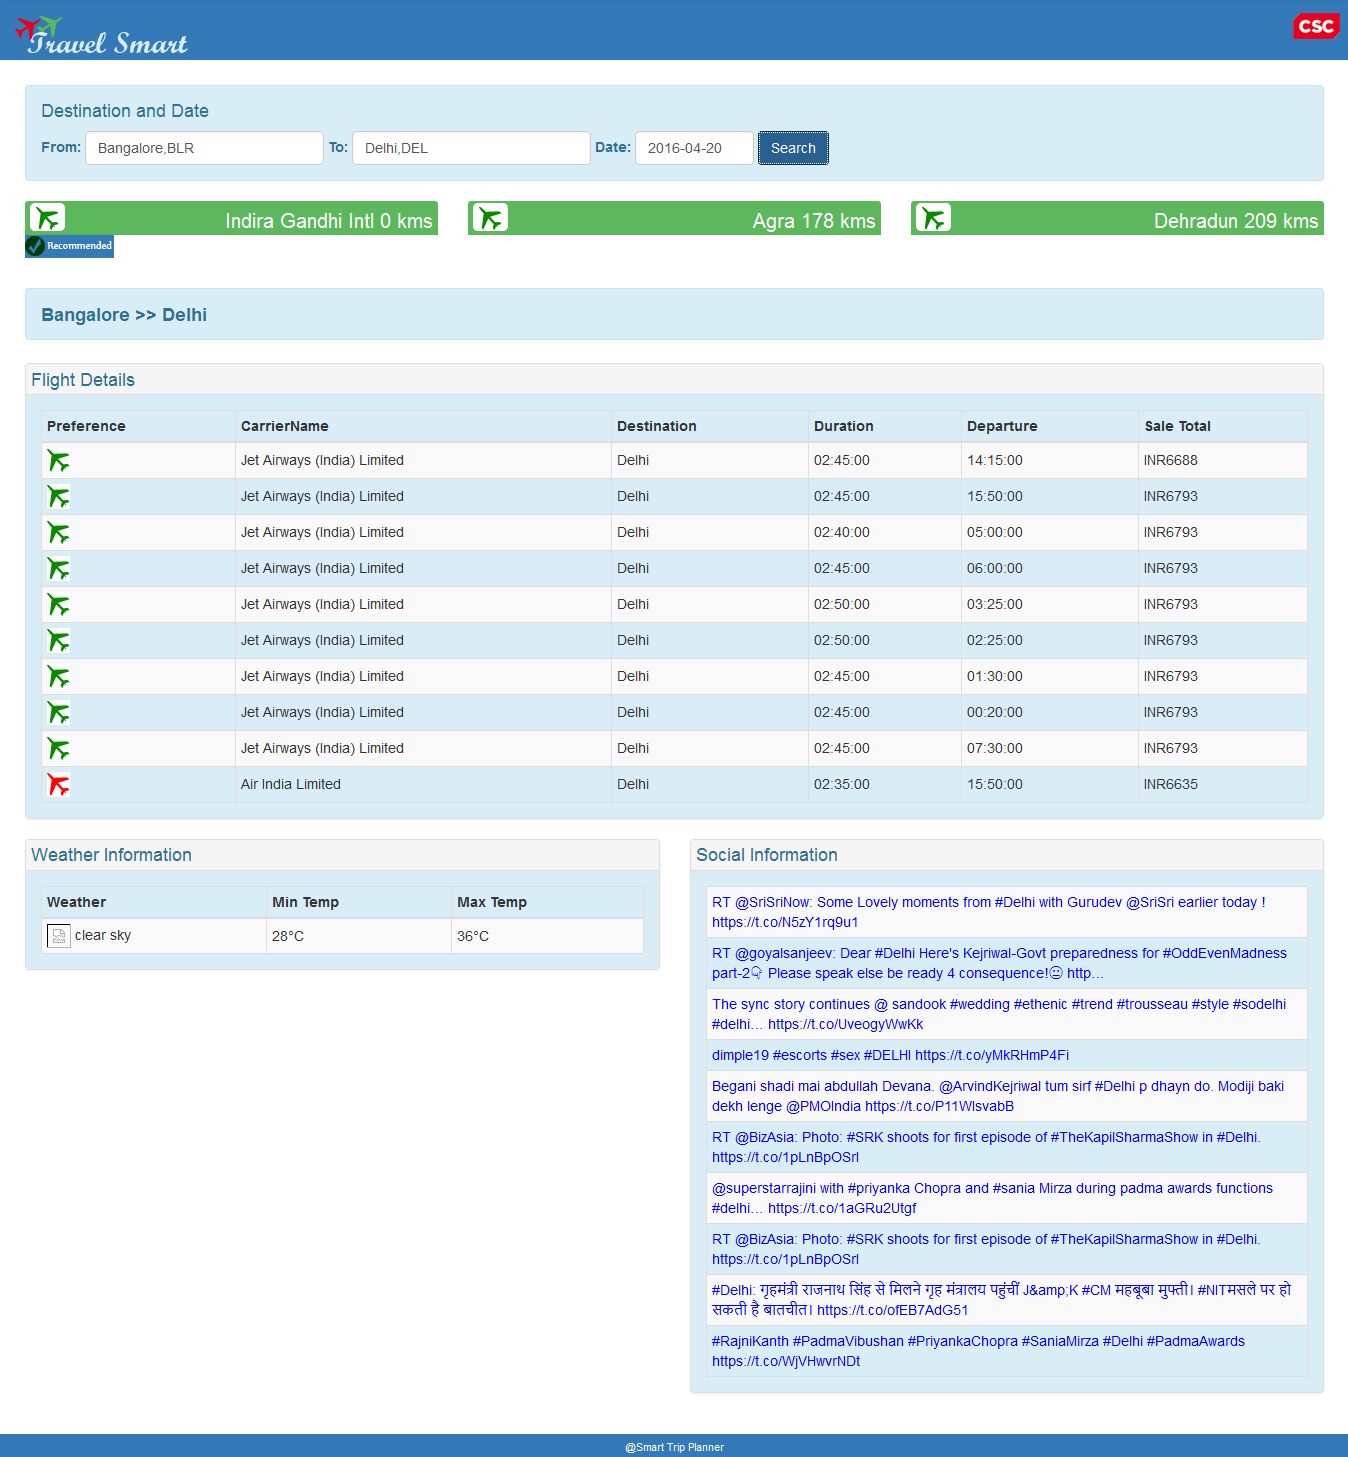 Travel Smart
CSC
Destination and Date
From: Bangalore,BLR To: Delhi,DEL Date: 2016-04-20 Search
Indira Gandhi Intl 0 kms
Agra 178 kms
Dehradun 209 kms
Recommended
Bangalore >> Delhi
Flight Details
Preference CarrierName Destination Duration Departure Sale Total
Jet Airways (India) Limited Delhi 02:45:00 14:15:00 INR6688
Jet Airways (India) Limited Delhi 02:45:00 15:50:00 INR6793
Jet Airways (India) Limited Delhi 02:40:00 05:00:00 INR6793
Jet Airways (India) Limited Delhi 02:45:00 06:00:00 INR6793
Jet Airways (India) Limited Delhi 02:50:00 03:25:00 INR6793
Jet Airways (India) Limited Delhi 02:50:00 02:25:00 INR6793
Jet Airways (India) Limited Delhi 02:45:00 01:30:00 INR6793
Jet Airways (India) Limited Delhi 02:45:00 00:20:00 INR6793
Jet Airways (India) Limited Delhi 02:45:00 07:30:00 INR6793
Air India Limited Delhi 02:35:00 15:50:00 INR6635
Weather Information
Weather Min Temp Max Temp
clear sky 28°C 36°C
Social Information
RT @SriSriNow: Some Lovely moments from #Delhi with Gurudev @SriSri earlier today !
https://t.co/N5zY1rq9u1
RT @goyalsanjeev: Dear #Delhi Here's Kejriwal-Govt preparedness for #OddEvenMadness
part-2👇 Please speak else be ready 4 consequence!😐 http…
The sync story continues @ sandook #wedding #ethenic #trend #trousseau #style #sodelhi
#delhi… https://t.co/UveogyWwKk
dimple19 #escorts #sex #DELHI https://t.co/yMkRHmP4Fi
Begani shadi mai abdullah Devana. @ArvindKejriwal tum sirf #Delhi p dhayn do. Modiji baki
dekh lenge @PMOIndia https://t.co/P11WlsvabB
RT @BizAsia: Photo: #SRK shoots for first episode of #TheKapilSharmaShow in #Delhi.
https://t.co/1pLnBpOSrl
@superstarrajini with #priyanka Chopra and #sania Mirza during padma awards functions
#delhi… https://t.co/1aGRu2Utgf
RT @BizAsia: Photo: #SRK shoots for first episode of #TheKapilSharmaShow in #Delhi.
https://t.co/1pLnBpOSrl
#Delhi: गृहमंत्री राजनाथ सिंह से मिलने गृह मंत्रालय पहुंचीं J&amp;K #CM महबूबा मुफ्ती। #NITमसले पर हो
सकती है बातचीत। https://t.co/ofEB7AdG51
#RajniKanth #PadmaVibushan #PriyankaChopra #SaniaMirza #Delhi #PadmaAwards
https://t.co/WjVHwvrNDt
@Smart Trip Planner